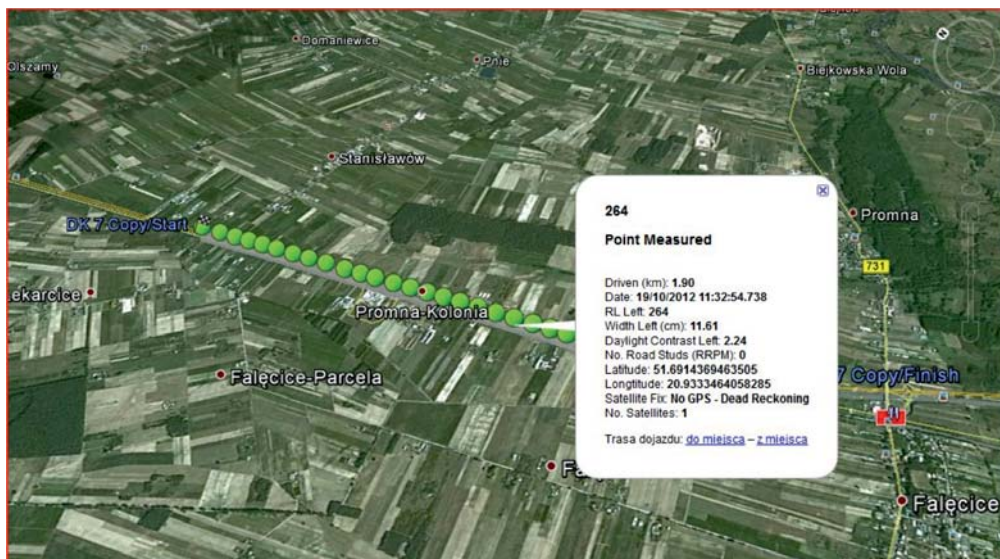 Domaniewice
Olszamy
Pnie
Biejkowska Wola
Stanisławów
DK 7 Copy/Start
Promna
731
Lekarcice
Promna-Kolonia
Falęcice-Parcela
7 Copy/Finish
Falęcice
264
Point Measured
Driven (km): 1.90
Date: 19/10/2012 11:32:54.738
RL Left: 264
Width Left (cm): 11.61
Daylight Contrast Left: 2.24
No. Road Studs (RRPM): 0
Latitude: 51.6914369463505
Longitude: 20.9333464058285
Satellite Fix: No GPS - Dead Reckoning
No. Satellites: 1
Trasa dojazdu: do miejsca – z miejsca